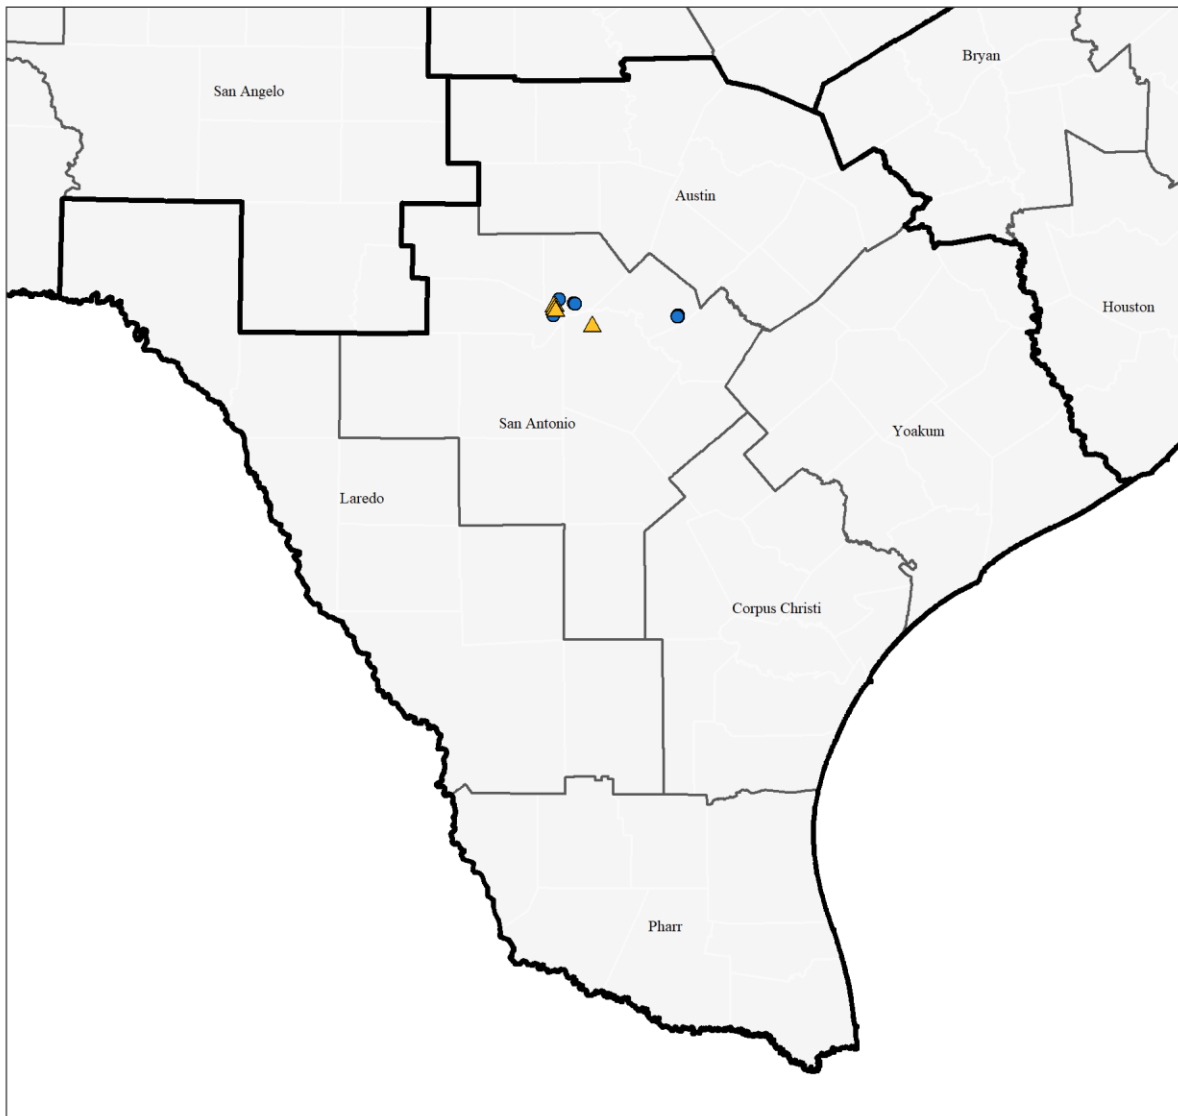 Bryan
San Angelo
Austin
Houston
San Antonio
Yoakum
Laredo
Corpus Christi
Pharr